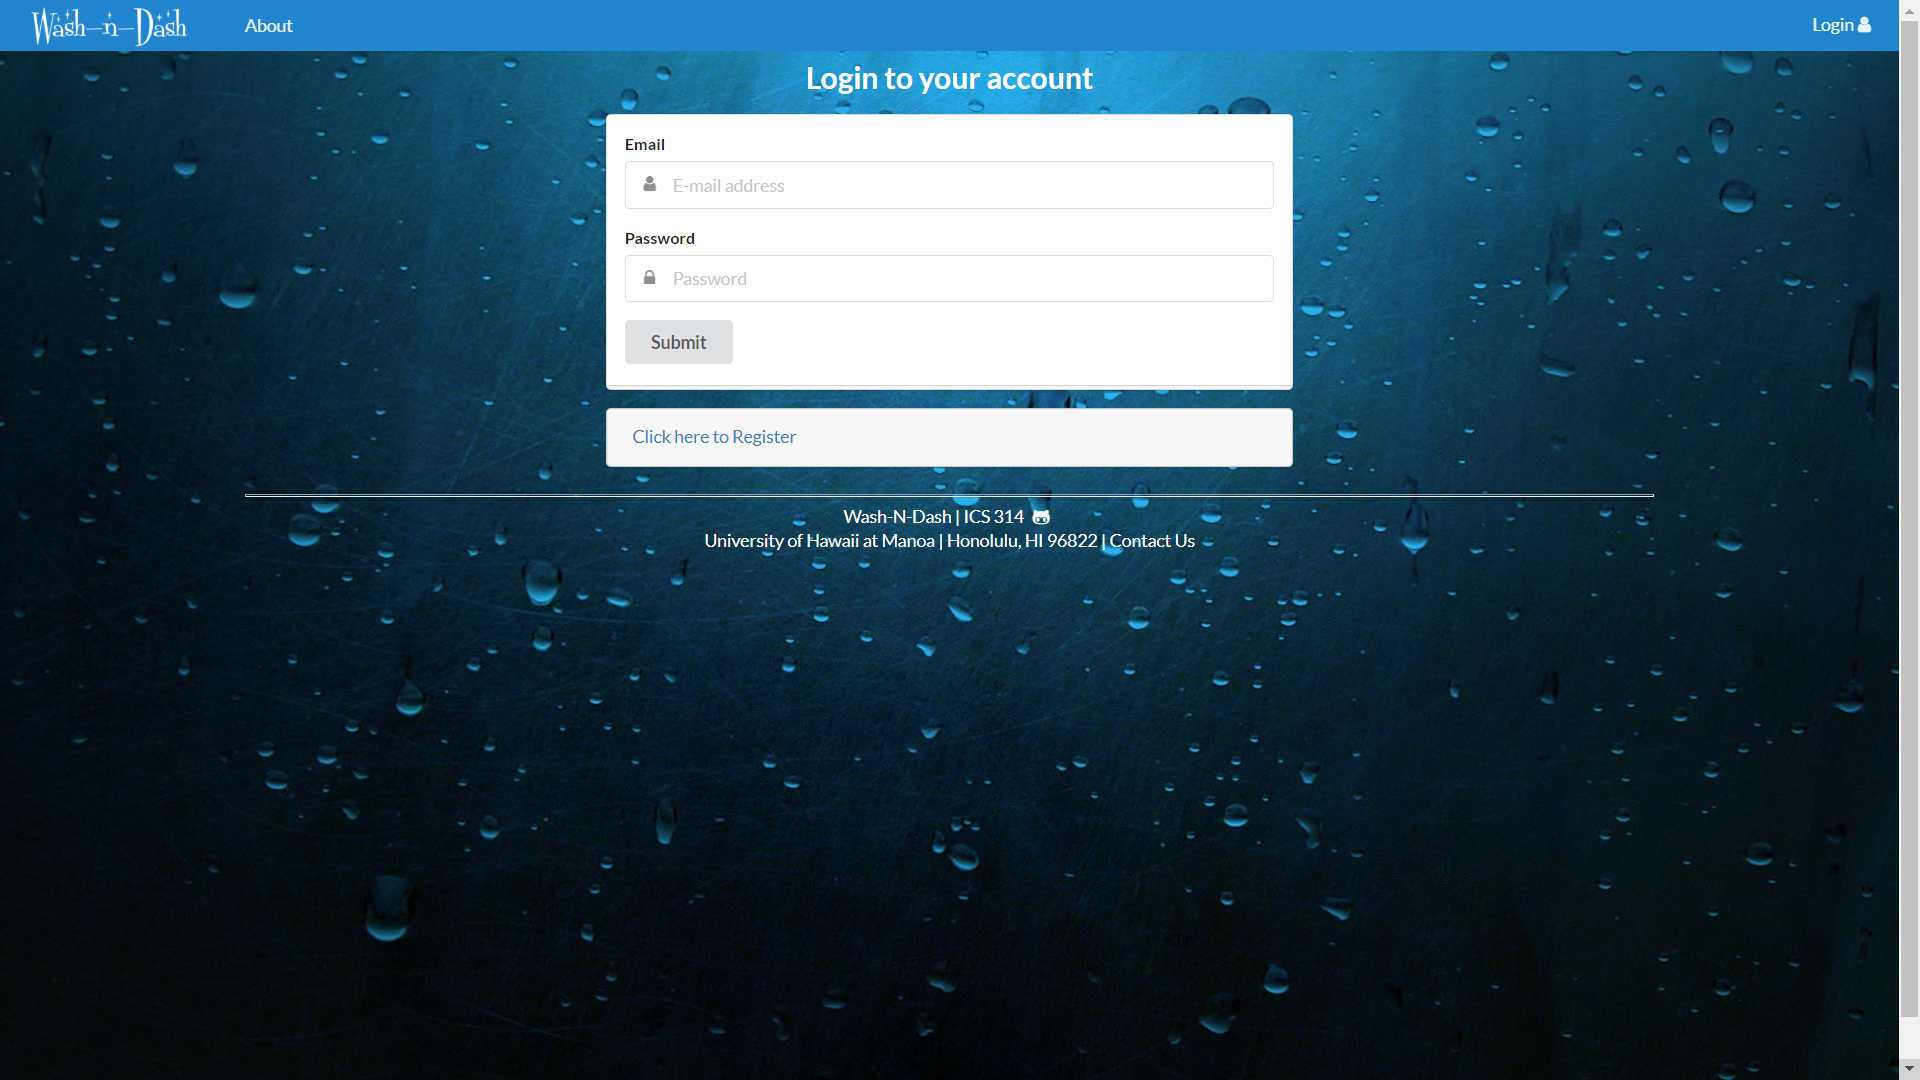 Wash-n-Dash
About
Login
Login to your account
Email
E-mail address
Password
Password
Submit
Click here to Register
Wash-N-Dash | ICS 314
University of Hawaii at Manoa | Honolulu, HI 96822 | Contact Us